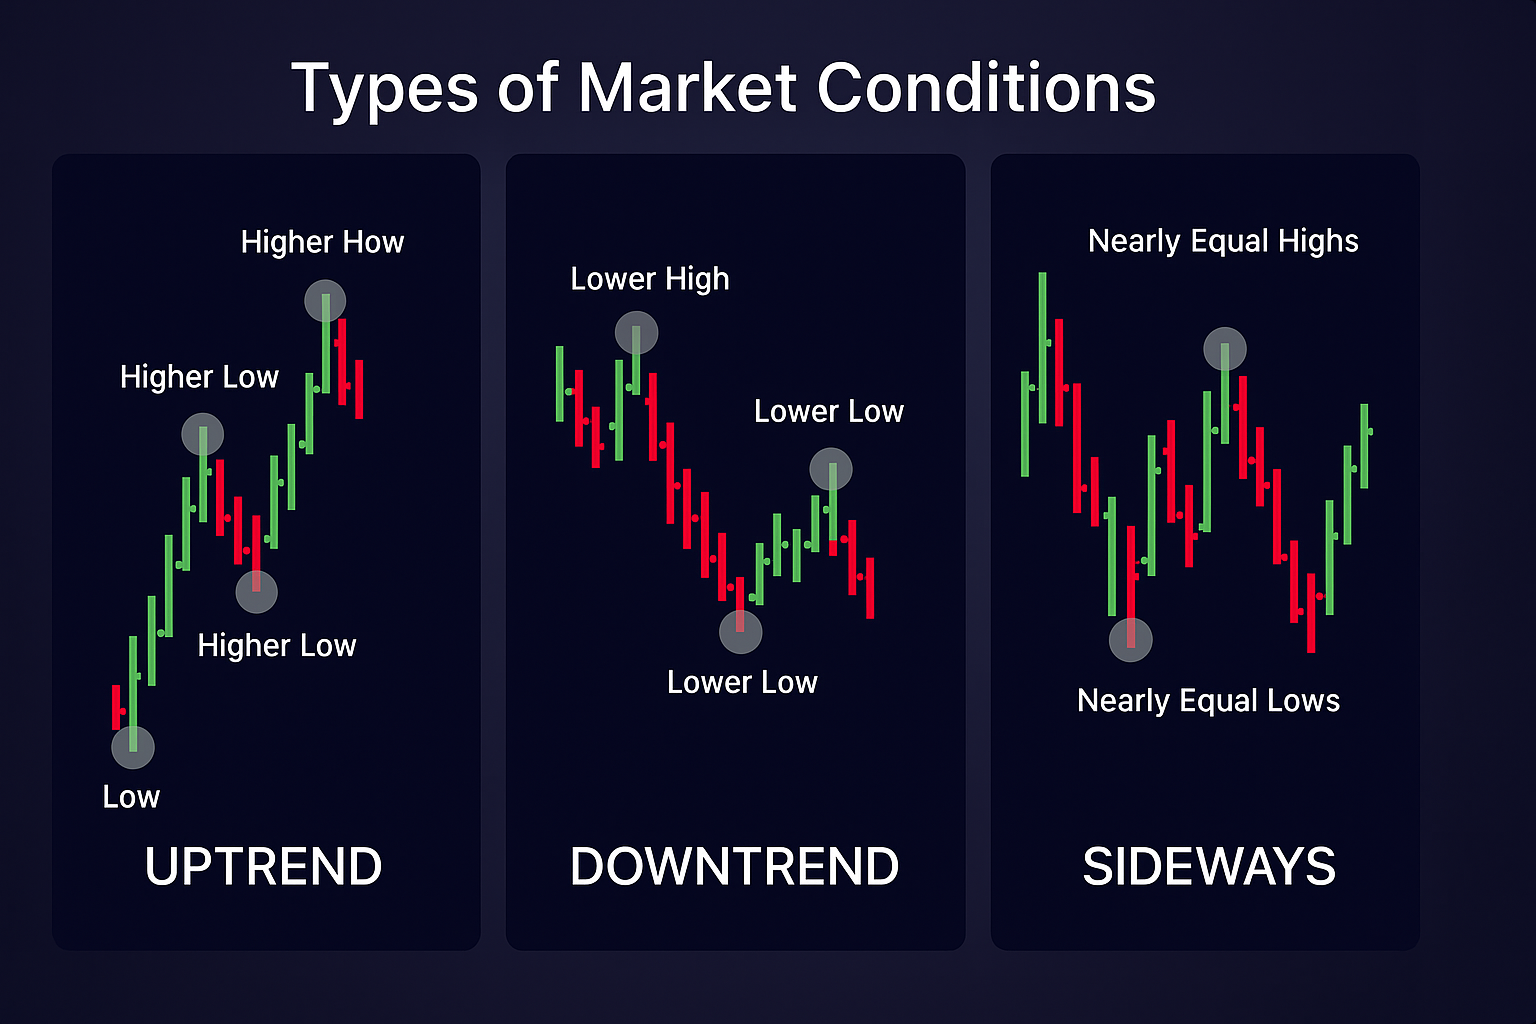 Types of Market Conditions
Higher How
Higher Low
Higher Low
Low
UPTREND
Lower High
Lower Low
Lower Low
DOWNTREND
Nearly Equal Highs
Nearly Equal Lows
SIDEWAYS